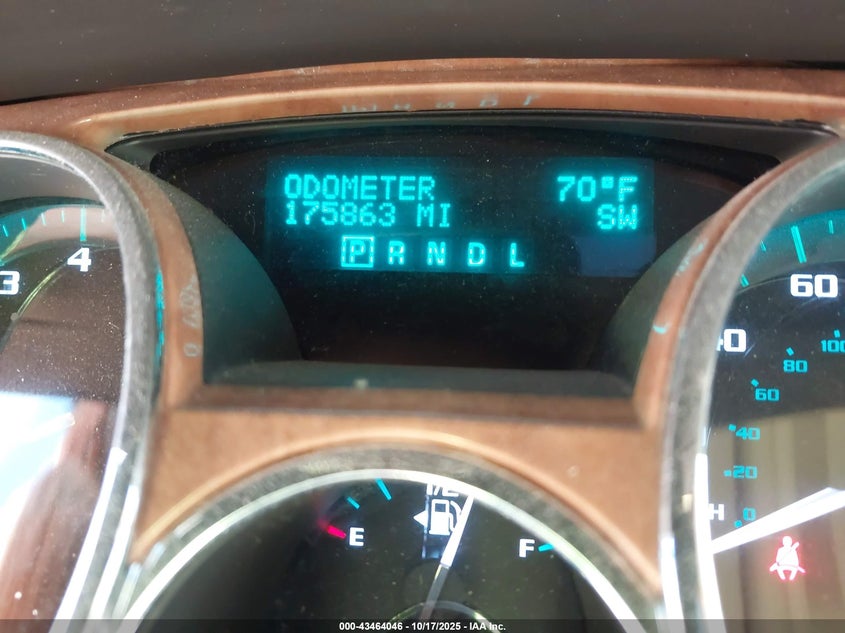 ODOMETER 70°F
175863 MI SW
P R N D L
3 4
60
100
80
60
40
20
0
H
E 1/2 F
000-43464046 - 10/17/2025 - IAA Inc.